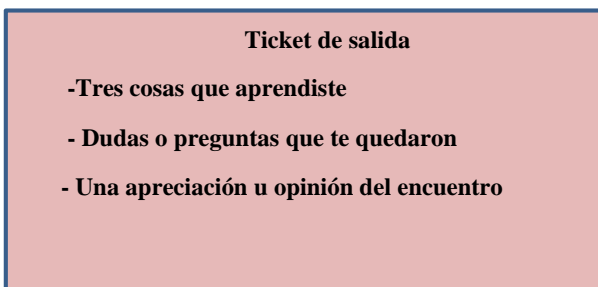 Ticket de salida
-Tres cosas que aprendiste
- Dudas o preguntas que te quedaron
- Una apreciación u opinión del encuentro